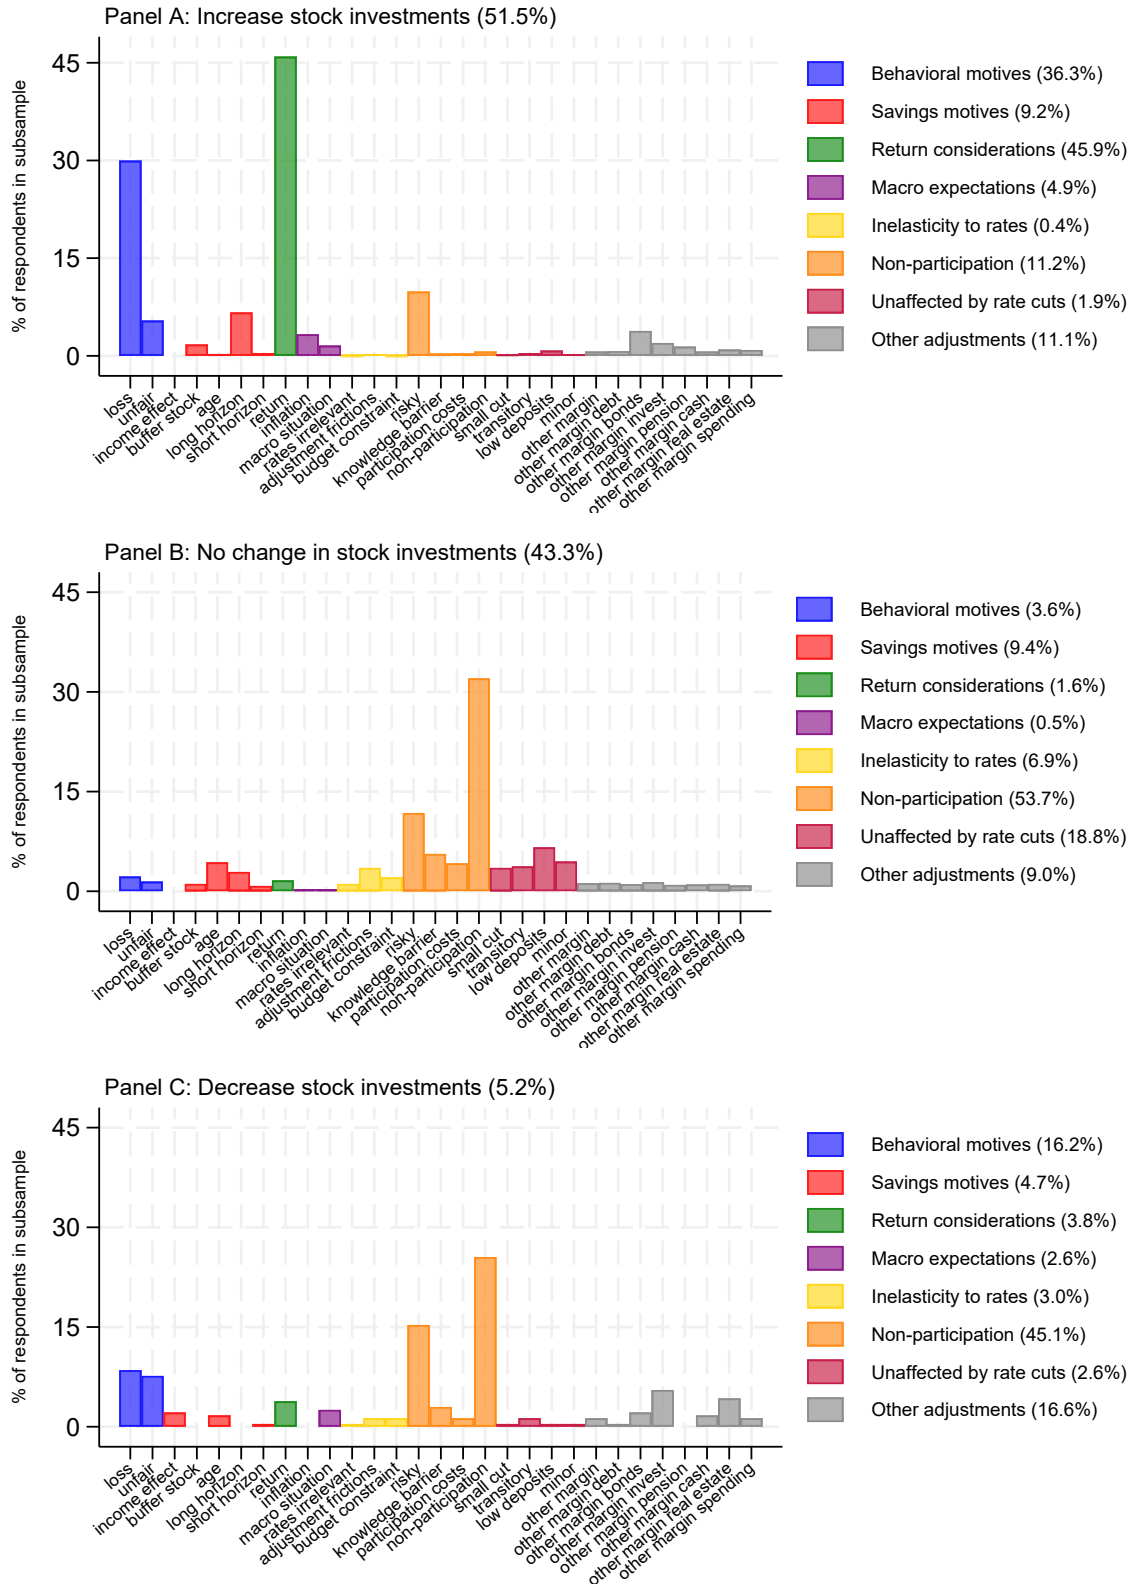 Panel A: Increase stock investments (51.5%)
% of respondents in subsample
45
30
15
0
loss
unfair
income effect
buffer stock
age
long horizon
short horizon
return
inflation
macro situation
rates irrelevant
adjustment frictions
budget constraint
risky
knowledge barrier
participation costs
non-participation
small cut
transitory
low deposits
minor
other margin
other margin debt
other margin bonds
other margin invest
other margin pension
other margin cash
other margin real estate
other margin spending
Behavioral motives (36.3%)
Savings motives (9.2%)
Return considerations (45.9%)
Macro expectations (4.9%)
Inelasticity to rates (0.4%)
Non-participation (11.2%)
Unaffected by rate cuts (1.9%)
Other adjustments (11.1%)
Panel B: No change in stock investments (43.3%)
% of respondents in subsample
45
30
15
0
loss
unfair
income effect
buffer stock
age
long horizon
short horizon
return
inflation
macro situation
rates irrelevant
adjustment frictions
budget constraint
risky
knowledge barrier
participation costs
non-participation
small cut
transitory
low deposits
minor
other margin
other margin debt
other margin bonds
other margin invest
other margin pension
other margin cash
other margin real estate
other margin spending
Behavioral motives (3.6%)
Savings motives (9.4%)
Return considerations (1.6%)
Macro expectations (0.5%)
Inelasticity to rates (6.9%)
Non-participation (53.7%)
Unaffected by rate cuts (18.8%)
Other adjustments (9.0%)
Panel C: Decrease stock investments (5.2%)
% of respondents in subsample
45
30
15
0
loss
unfair
income effect
buffer stock
age
long horizon
short horizon
return
inflation
macro situation
rates irrelevant
adjustment frictions
budget constraint
risky
knowledge barrier
participation costs
non-participation
small cut
transitory
low deposits
minor
other margin
other margin debt
other margin bonds
other margin invest
other margin pension
other margin cash
other margin real estate
other margin spending
Behavioral motives (16.2%)
Savings motives (4.7%)
Return considerations (3.8%)
Macro expectations (2.6%)
Inelasticity to rates (3.0%)
Non-participation (45.1%)
Unaffected by rate cuts (2.6%)
Other adjustments (16.6%)